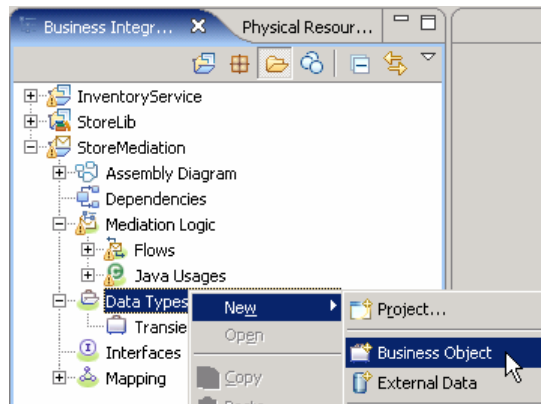 Business Integr...
Physical Resour...
InventoryService
StoreLib
StoreMediation
Assembly Diagram
Dependencies
Mediation Logic
Flows
Java Usages
Data Types
New
Project...
Transie
Open
Interfaces
Business Object
Mapping
Copy
External Data